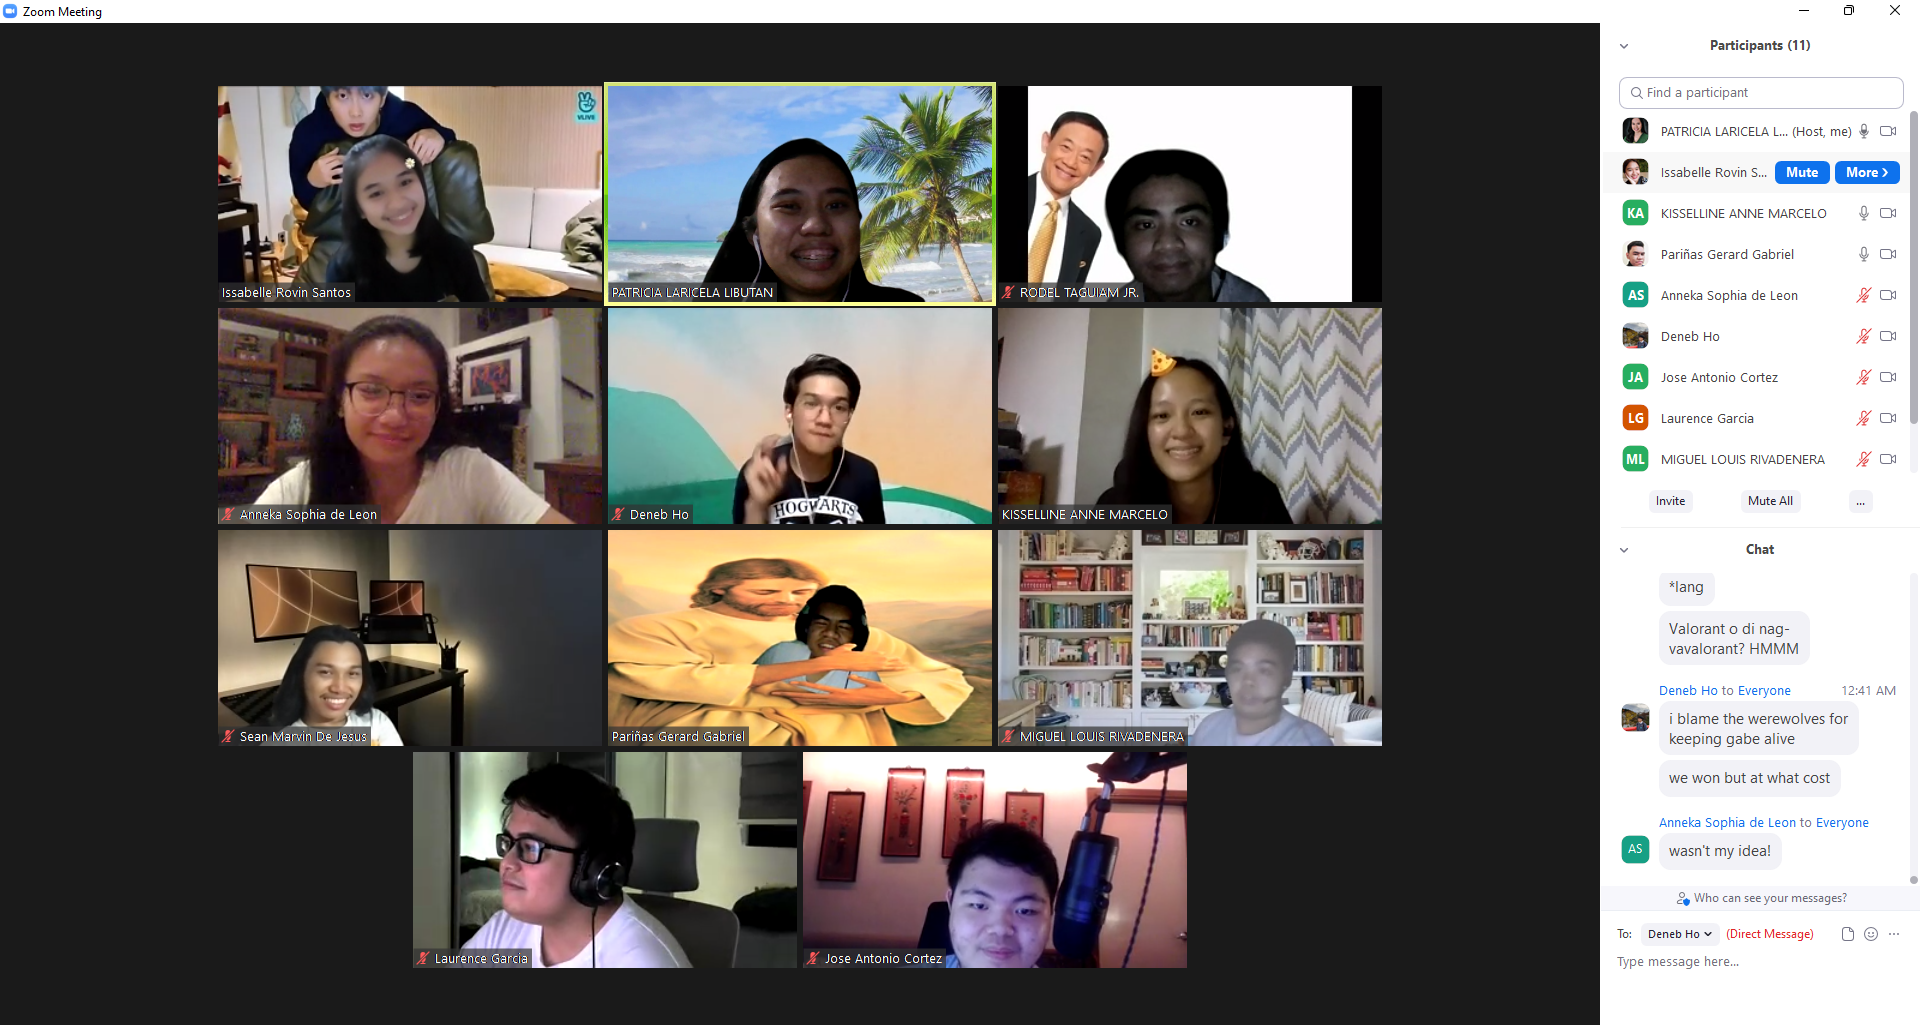 Zoom Meeting
VLIVE
Issabelle Rovin Santos
PATRICIA LARICELA LIBUTAN
RODEL TAGUIAM JR.
Anneka Sophia de Leon
HOGWARTS
Deneb Ho
KISSELLINE ANNE MARCELO
Sean Marvin De Jesus
Pariñas Gerard Gabriel
MIGUEL LOUIS RIVADENERA
Laurence Garcia
Jose Antonio Cortez
Participants (11)
Find a participant
PATRICIA LARICELA L... (Host, me)
Issabelle Rovin S... Mute More
KA KISSELLINE ANNE MARCELO
Pariñas Gerard Gabriel
AS Anneka Sophia de Leon
Deneb Ho
JA Jose Antonio Cortez
LG Laurence Garcia
ML MIGUEL LOUIS RIVADENERA
Invite Mute All ...
Chat
*lang
Valorant o di nag-
vavalorant? HMMM
Deneb Ho to Everyone 12:41 AM
i blame the werewolves for
keeping gabe alive
we won but at what cost
Anneka Sophia de Leon to Everyone
AS wasn't my idea!
Who can see your messages?
To: Deneb Ho (Direct Message)
Type message here...